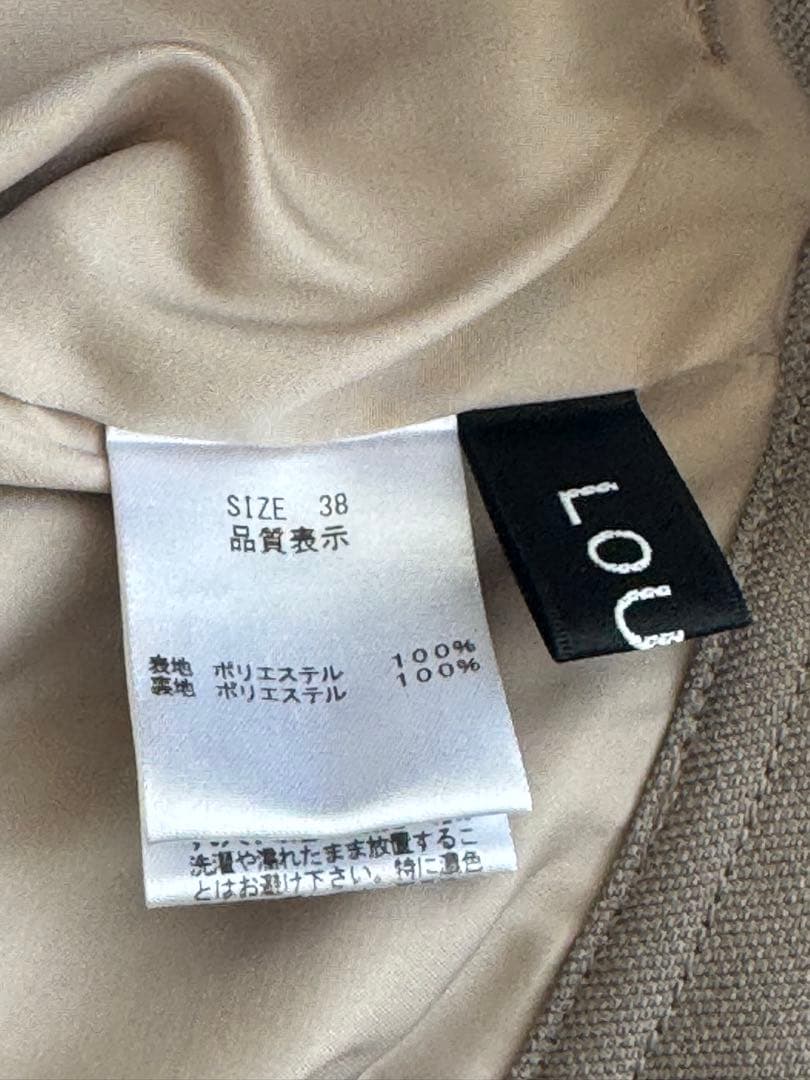 SIZE 38
品質表示
表地 ポリエステル 100%
裏地 ポリエステル 100%
洗濯や濡れたまま放置するこ
とはお避け下さい。特に濃色
LOU